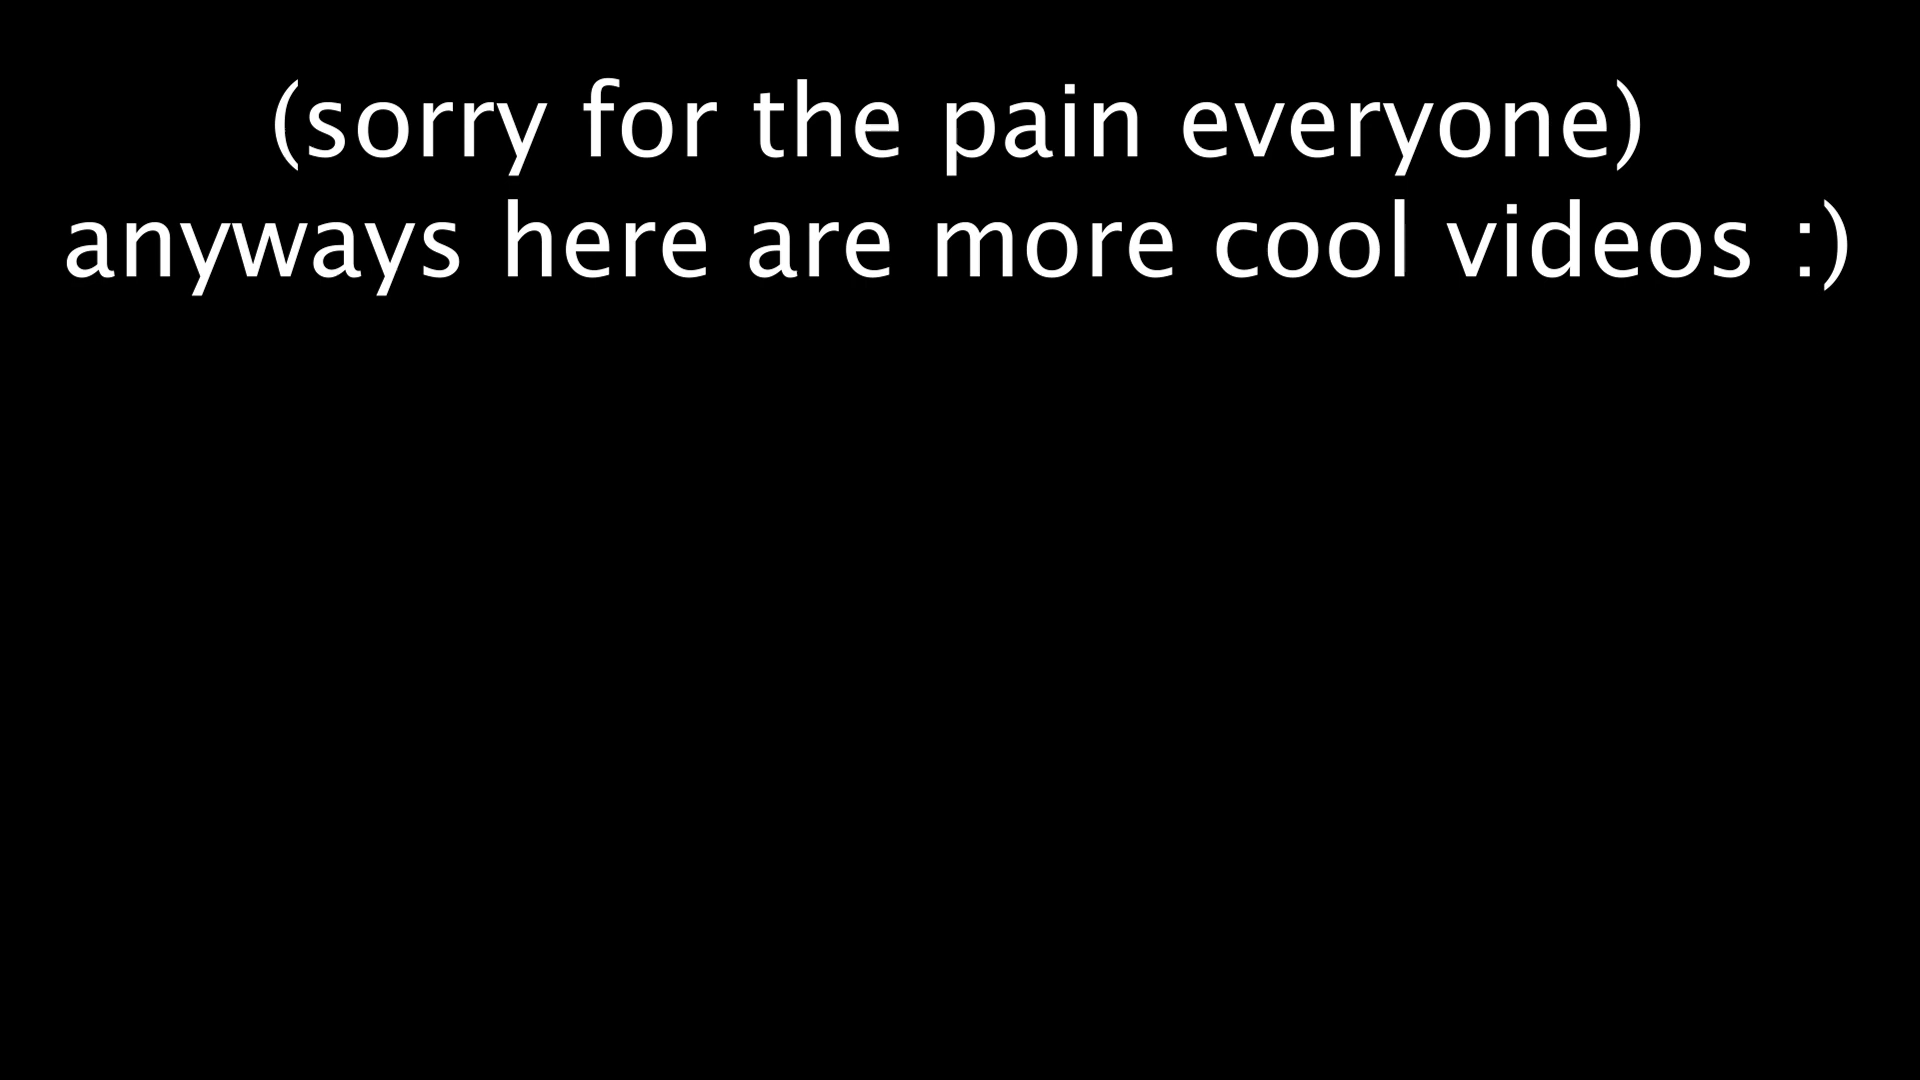 (sorry for the pain everyone)
anyways here are more cool videos :)